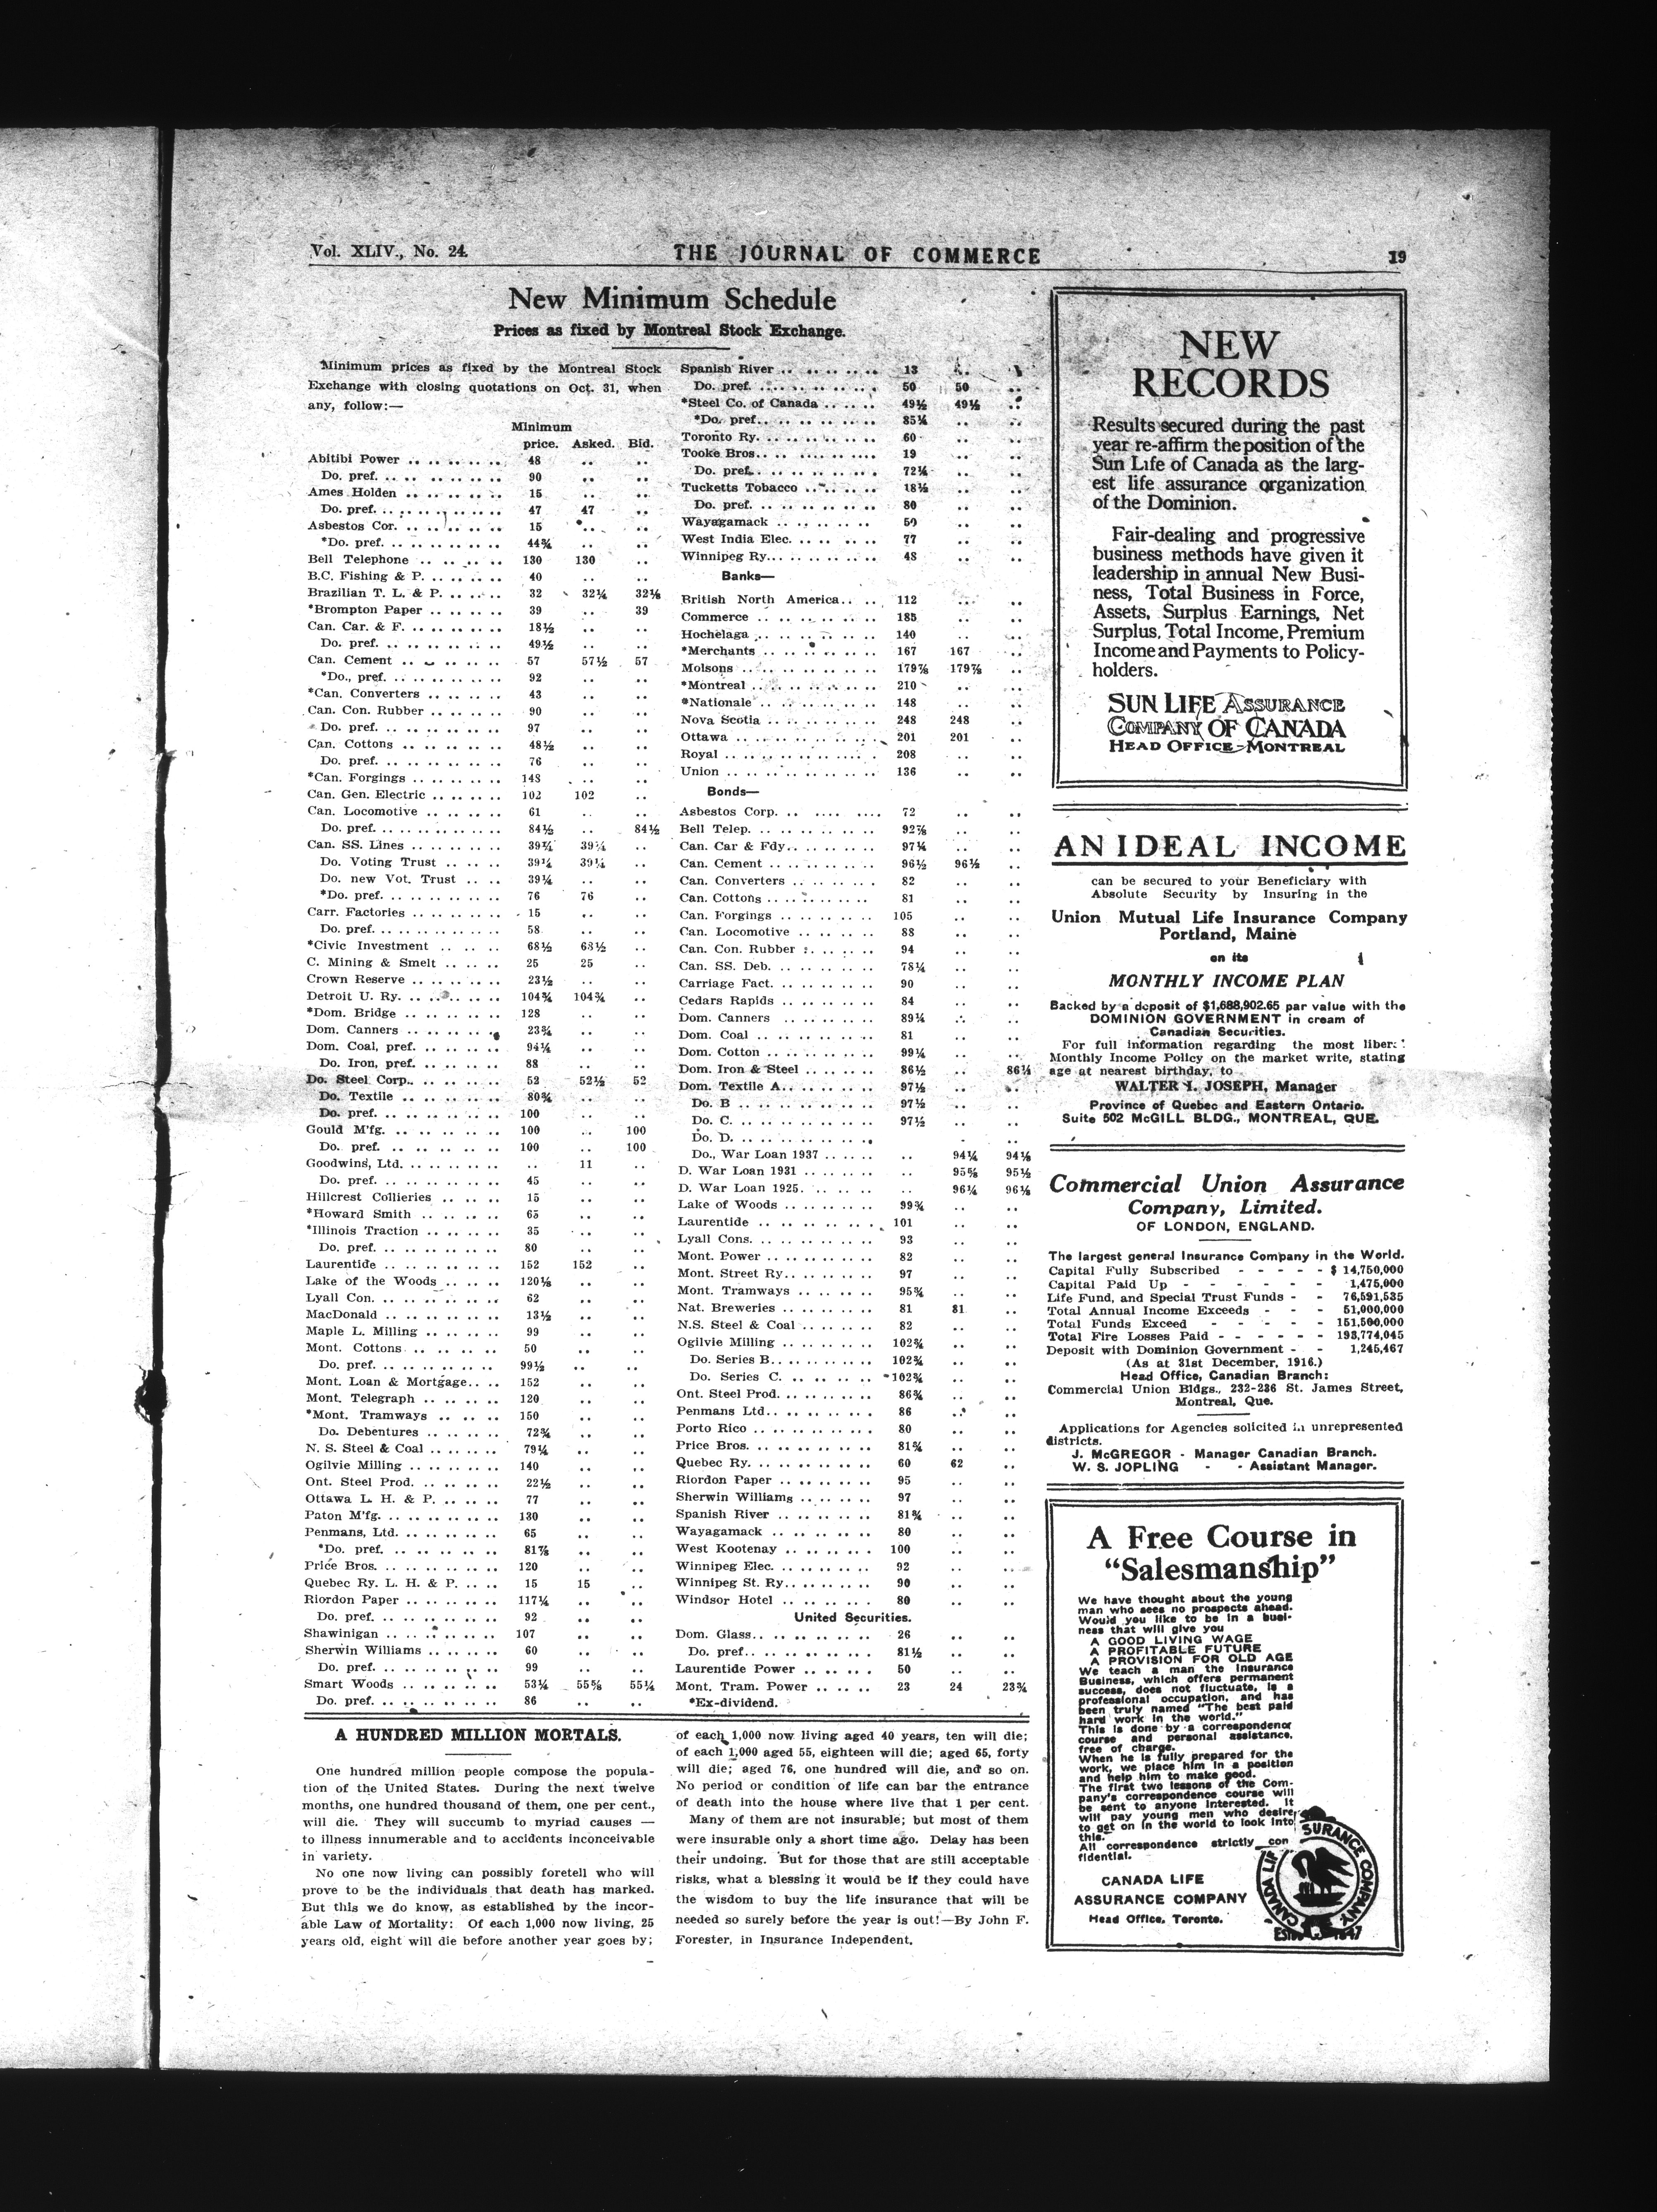 Vol. XLIV., No. 24.
THE JOURNAL OF COMMERCE
19
New Minimum Schedule
Prices as fixed by Montreal Stock Exchange.
Minimum prices as fixed by the Montreal Stock
Exchange with closing quotations on Oct. 31, when
any, follow:—
Minimum
price. Asked. Bid.
Abitibi Power .. .. .. .. .. 48 .. ..
Do. pref. .. .. .. .. .. .. 90 .. ..
Ames Holden .. .. .. .. .. 15 .. ..
Do. pref. .. .. .. .. .. .. 47 47 ..
Asbestos Cor. .. .. .. .. .. 15 .. ..
*Do. pref. .. .. .. .. .. .. 44¾ .. ..
Bell Telephone .. .. .. .. 130 130 ..
B.C. Fishing & P. .. .. .. .. 40 .. ..
Brazilian T. L. & P. .. .. .. 32 32¼ 32⅛
*Brompton Paper .. .. .. .. 39 .. 39
Can. Car. & F. .. .. .. .. .. 18½ .. ..
Do. pref. .. .. .. .. .. .. 49½ .. ..
Can. Cement .. .. .. .. .. 57 57½ 57
*Do., pref. .. .. .. .. .. .. 92 .. ..
*Can. Converters .. .. .. .. 43 .. ..
Can. Con. Rubber .. .. .. .. 90 .. ..
Do. pref. .. .. .. .. .. .. 97 .. ..
Can. Cottons .. .. .. .. .. 48½ .. ..
Do. pref. .. .. .. .. .. .. 76 .. ..
*Can. Forgings .. .. .. .. .. 148 .. ..
Can. Gen. Electric .. .. .. .. 102 102 ..
Can. Locomotive .. .. .. .. 61 .. ..
Do. pref. .. .. .. .. .. .. 84½ .. 84½
Can. SS. Lines .. .. .. .. .. 39¼ 39¼ ..
Do. Voting Trust .. .. .. 39¼ 39¼ ..
Do. new Vot. Trust .. .. 39¼ .. ..
*Do. pref. .. .. .. .. .. .. 76 76 ..
Carr. Factories .. .. .. .. .. 15 .. ..
Do. pref. .. .. .. .. .. .. 58 .. ..
*Civic Investment .. .. .. 68½ 68½ ..
C. Mining & Smelt .. .. .. 25 25 ..
Crown Reserve .. .. .. .. .. 23½ .. ..
Detroit U. Ry. .. .. .. .. .. 104¾ 104¾ ..
*Dom. Bridge .. .. .. .. .. 128 .. ..
Dom. Canners .. .. .. .. .. 23¾ .. ..
Dom. Coal, pref. .. .. .. .. 94¼ .. ..
Do. Iron, pref. .. .. .. .. 88 .. ..
Do. Steel Corp.. .. .. .. .. 52 52½ 52
Do. Textile .. .. .. .. .. 80¾ .. ..
Do. pref. .. .. .. .. .. .. 100 .. ..
Gould M'fg. .. .. .. .. .. .. 100 .. 100
Do. pref. .. .. .. .. .. .. 100 .. 100
Goodwins, Ltd. .. .. .. .. .. .. 11 ..
Do. pref. .. .. .. .. .. .. 45 .. ..
Hillcrest Collieries .. .. .. 15 .. ..
*Howard Smith .. .. .. .. 65 .. ..
*Illinois Traction .. .. .. .. 35 .. ..
Do. pref. .. .. .. .. .. .. 80 .. ..
Laurentide .. .. .. .. .. .. 152 152 ..
Lake of the Woods .. .. .. 120⅛ .. ..
Lyall Con. .. .. .. .. .. .. 62 .. ..
MacDonald .. .. .. .. .. .. 13½ .. ..
Maple L. Milling .. .. .. .. 99 .. ..
Mont. Cottons .. .. .. .. .. 50 .. ..
Do. pref. .. .. .. .. .. .. 99½ .. ..
Mont. Loan & Mortgage.. .. 152 .. ..
Mont. Telegraph .. .. .. .. 120 .. ..
*Mont. Tramways .. .. .. 150 .. ..
Do. Debentures .. .. .. .. 72¾ .. ..
N. S. Steel & Coal .. .. .. .. 79¼ .. ..
Ogilvie Milling .. .. .. .. .. 140 .. ..
Ont. Steel Prod. .. .. .. .. 22½ .. ..
Ottawa L. H. & P. .. .. .. .. 77 .. ..
Paton M'fg. .. .. .. .. .. .. 130 .. ..
Penmans, Ltd. .. .. .. .. .. 65 .. ..
*Do. pref. .. .. .. .. .. .. 81⅞ .. ..
Price Bros. .. .. .. .. .. .. 120 .. ..
Quebec Ry. L. H. & P. .. .. 15 15 ..
Riordon Paper .. .. .. .. .. 117¼ .. ..
Do. pref. .. .. .. .. .. .. 92 .. ..
Shawinigan .. .. .. .. .. .. 107 .. ..
Sherwin Williams .. .. .. .. 60 .. ..
Do. pref. .. .. .. .. .. .. 99 .. ..
Smart Woods .. .. .. .. .. 53¼ 55⅝ 55¼
Do. pref. .. .. .. .. .. .. 86 .. ..
Spanish River .. .. .. .. .. 13 .. ..
Do. pref. .. .. .. .. .. .. 50 50 ..
*Steel Co. of Canada .. .. .. 49½ 49½ ..
*Do. pref.. .. .. .. .. .. 85¼ .. ..
Toronto Ry. .. .. .. .. .. .. 60 .. ..
Tooke Bros.. .. .. .. .. .. 19 .. ..
Do. pref.. .. .. .. .. .. .. 72¼ .. ..
Tucketts Tobacco .. .. .. .. 18½ .. ..
Do. pref. .. .. .. .. .. .. 80 .. ..
Wayagamack .. .. .. .. .. 50 .. ..
West India Elec. .. .. .. .. 77 .. ..
Winnipeg Ry.. .. .. .. .. .. 48 .. ..
Banks—
British North America.. .. .. 112 .. ..
Commerce .. .. .. .. .. .. 185 .. ..
Hochelaga .. .. .. .. .. .. 140 .. ..
*Merchants .. .. .. .. .. .. 167 167 ..
Molsons .. .. .. .. .. .. .. 179⅞ 179⅞ ..
*Montreal .. .. .. .. .. .. 210 .. ..
*Nationale .. .. .. .. .. .. 148 .. ..
Nova Scotia .. .. .. .. .. .. 248 248 ..
Ottawa .. .. .. .. .. .. .. 201 201 ..
Royal .. .. .. .. .. .. .. .. 208 .. ..
Union .. .. .. .. .. .. .. .. 136 .. ..
Bonds—
Asbestos Corp. .. .... .... 72 .. ..
Bell Telep. .. .. .. .. .. .. 92⅞ .. ..
Can. Car & Fdy.. .. .. .. .. 97¼ .. ..
Can. Cement .. .. .. .. .. .. 96½ 96½ ..
Can. Converters .. .. .. .. .. 82 .. ..
Can. Cottons .. .. .. .. .. 81 .. ..
Can. Forgings .. .. .. .. .. 105 .. ..
Can. Locomotive .. .. .. .. 88 .. ..
Can. Con. Rubber .. .. .. .. 94 .. ..
Can. SS. Deb. .. .. .. .. .. 78¼ .. ..
Carriage Fact. .. .. .. .. .. 90 .. ..
Cedars Rapids .. .. .. .. .. 84 .. ..
Dom. Canners .. .. .. .. .. 89¼ .. ..
Dom. Coal .. .. .. .. .. .. 81 .. ..
Dom. Cotton .. .. .. .. .. .. 99¼ .. ..
Dom. Iron & Steel .. .. .. .. 86½ .. 86⅛
Dom. Textile A.. .. .. .. .. 97½ .. ..
Do. B .. .. .. .. .. .. .. 97½ .. ..
Do. C. .. .. .. .. .. .. .. 97½ .. ..
Do. D. .. .. .. .. .. .. .. - ..
Do., War Loan 1937 .. .. .. .. 94¼ 94⅛
D. War Loan 1931 .. .. .. .. .. 95⅝ 95½
D. War Loan 1925. .. .. .. .. 96¼ 96⅛
Lake of Woods .. .. .. .. .. 99¾ .. ..
Laurentide .. .. .. .. .. .. .. 101 .. ..
Lyall Cons. .. .. .. .. .. .. 93 .. ..
Mont. Power .. .. .. .. .. .. 82 .. ..
Mont. Street Ry.. .. .. .. .. 97 .. ..
Mont. Tramways .. .. .. .. 95¾ .. ..
Nat. Breweries .. .. .. .. .. 81 81 ..
N.S. Steel & Coal .. .. .. .. 82 .. ..
Ogilvie Milling .. .. .. .. .. 102¾ .. ..
Do. Series B.. .. .. .. .. .. 102¾ .. ..
Do. Series C. .. .. .. .. .. 102¾ .. ..
Ont. Steel Prod. .. .. .. .. .. 86¾ .. ..
Penmans Ltd.. .. .. .. .. .. 86 .. ..
Porto Rico .. .. .. .. .. .. 80 .. ..
Price Bros. .. .. .. .. .. .. 81¾ .. ..
Quebec Ry. .. .. .. .. .. .. 60 62 ..
Riordon Paper .. .. .. .. .. 95 .. ..
Sherwin Williams .. .. .. .. 97 .. ..
Spanish River .. .. .. .. .. 81¾ .. ..
Wayagamack .. .. .. .. .. .. 80 .. ..
West Kootenay .. .. .. .. .. 100 .. ..
Winnipeg Elec. .. .. .. .. .. 92 .. ..
Winnipeg St. Ry.. .. .. .. .. 90 .. ..
Windsor Hotel .. .. .. .. .. 80 .. ..
United Securities.
Dom. Glass.. .. .. .. .. .. .. 26 .. ..
Do. pref.. .. .. .. .. .. .. 81½ .. ..
Laurentide Power .. .. .. .. 50 .. ..
Mont. Tram. Power .. .. .. 23 24 23¾
*Ex-dividend.
A HUNDRED MILLION MORTALS.
One hundred million people compose the popula-
tion of the United States. During the next twelve
months, one hundred thousand of them, one per cent.,
will die. They will succumb to myriad causes —
to illness innumerable and to accidents inconceivable
in variety.
No one now living can possibly foretell who will
prove to be the individuals that death has marked.
But this we do know, as established by the incor-
able Law of Mortality: Of each 1,000 now living, 25
years old, eight will die before another year goes by;
of each 1,000 now living aged 40 years, ten will die;
of each 1,000 aged 55, eighteen will die; aged 65, forty
will die; aged 76, one hundred will die, and so on.
No period or condition of life can bar the entrance
of death into the house where live that 1 per cent.
Many of them are not insurable; but most of them
were insurable only a short time ago. Delay has been
their undoing. But for those that are still acceptable
risks, what a blessing it would be if they could have
the wisdom to buy the life insurance that will be
needed so surely before the year is out!—By John F.
Forester, in Insurance Independent.
NEW
RECORDS
Results secured during the past
year re-affirm the position of the
Sun Life of Canada as the larg-
est life assurance organization
of the Dominion.
Fair-dealing and progressive
business methods have given it
leadership in annual New Busi-
ness, Total Business in Force,
Assets, Surplus Earnings, Net
Surplus, Total Income, Premium
Income and Payments to Policy-
holders.
SUN LIFE ASSURANCE
COMPANY OF CANADA
HEAD OFFICE-MONTREAL
AN IDEAL INCOME
can be secured to your Beneficiary with
Absolute Security by Insuring in the
Union Mutual Life Insurance Company
Portland, Maine
on its
MONTHLY INCOME PLAN
Backed by a deposit of $1,688,902.65 par value with the
DOMINION GOVERNMENT in cream of
Canadian Securities.
For full information regarding the most liberal
Monthly Income Policy on the market write, stating
age at nearest birthday, to
WALTER I. JOSEPH, Manager
Province of Quebec and Eastern Ontario.
Suite 502 McGILL BLDG., MONTREAL, QUE.
Commercial Union Assurance
Company, Limited.
OF LONDON, ENGLAND.
The largest general Insurance Company in the World.
Capital Fully Subscribed - - - - - $ 14,750,000
Capital Paid Up - - - - - - 1,475,000
Life Fund, and Special Trust Funds - - 76,591,535
Total Annual Income Exceeds - - - 51,000,000
Total Funds Exceed - - - - - 151,500,000
Total Fire Losses Paid - - - - - - 193,774,045
Deposit with Dominion Government - - 1,245,467
(As at 31st December, 1916.)
Head Office, Canadian Branch:
Commercial Union Bldgs., 232-236 St. James Street,
Montreal, Que.
Applications for Agencies solicited in unrepresented
districts.
J. McGREGOR - Manager Canadian Branch.
W. S. JOPLING - - Assistant Manager.
A Free Course in
“Salesmanship”
We have thought about the young
man who sees no prospects ahead.
Would you like to be in a busi-
ness that will give you
A GOOD LIVING WAGE
A PROFITABLE FUTURE
A PROVISION FOR OLD AGE
We teach a man the Insurance
Business, which offers permanent
success, does not fluctuate, is a
professional occupation, and has
been truly named "The best paid
hard work in the world."
This is done by a correspondence
course and personal assistance,
free of charge.
When he is fully prepared for the
work, we place him in a position
and help him to make good.
The first two lessons of the Com-
pany's correspondence course will
be sent to anyone interested. It
will pay young men who desire
to get on in the world to look into
this.
All correspondence strictly con
fidential.
CANADA LIFE
ASSURANCE COMPANY
Head Office, Toronto.